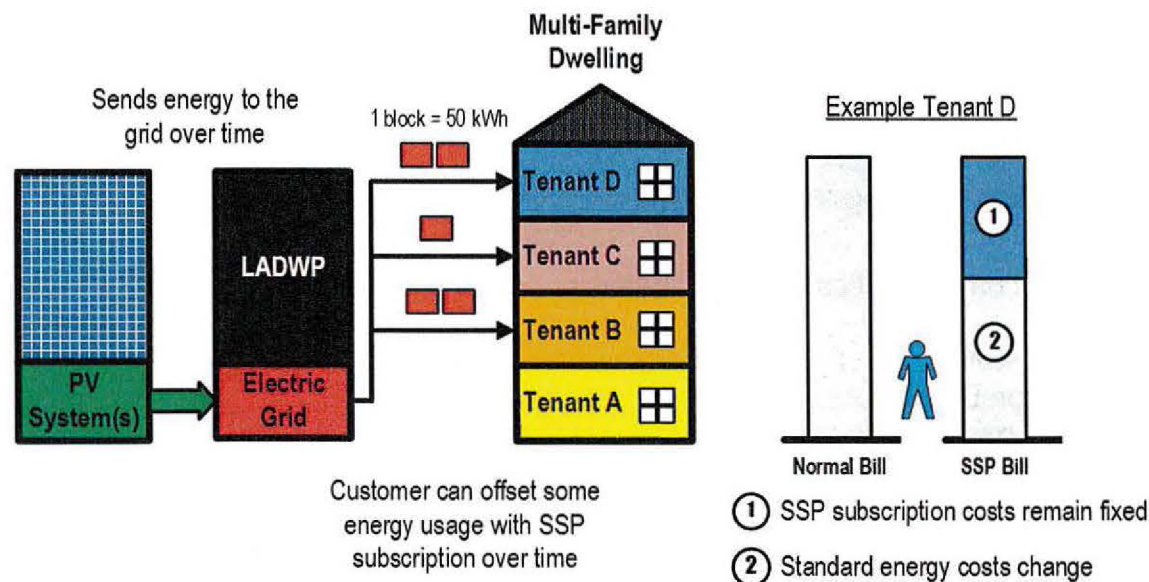 Multi-Family
Dwelling
Sends energy to the
grid over time
1 block = 50 kWh
Example Tenant D
LADWP
PV
System(s)
Electric
Grid
Tenant D
Tenant C
Tenant B
Tenant A
1
2
Normal Bill
SSP Bill
Customer can offset some
energy usage with SSP
subscription over time
1 SSP subscription costs remain fixed
2 Standard energy costs change